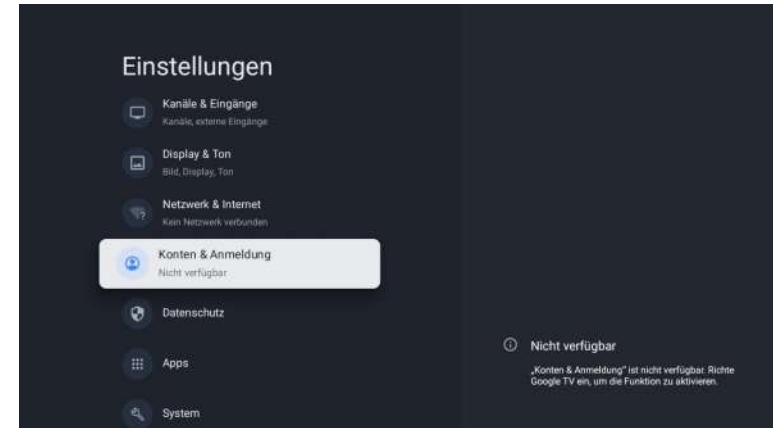 Einstellungen
Kanäle & Eingänge
Kanäle, externe Eingänge
Display & Ton
Bild, Display, Ton
Netzwerk & Internet
Kein Netzwerk verbunden
Konten & Anmeldung
Nicht verfügbar
Datenschutz
Apps
System
Nicht verfügbar
„Konten & Anmeldung" ist nicht verfügbar. Richte
Google TV ein, um die Funktion zu aktivieren.